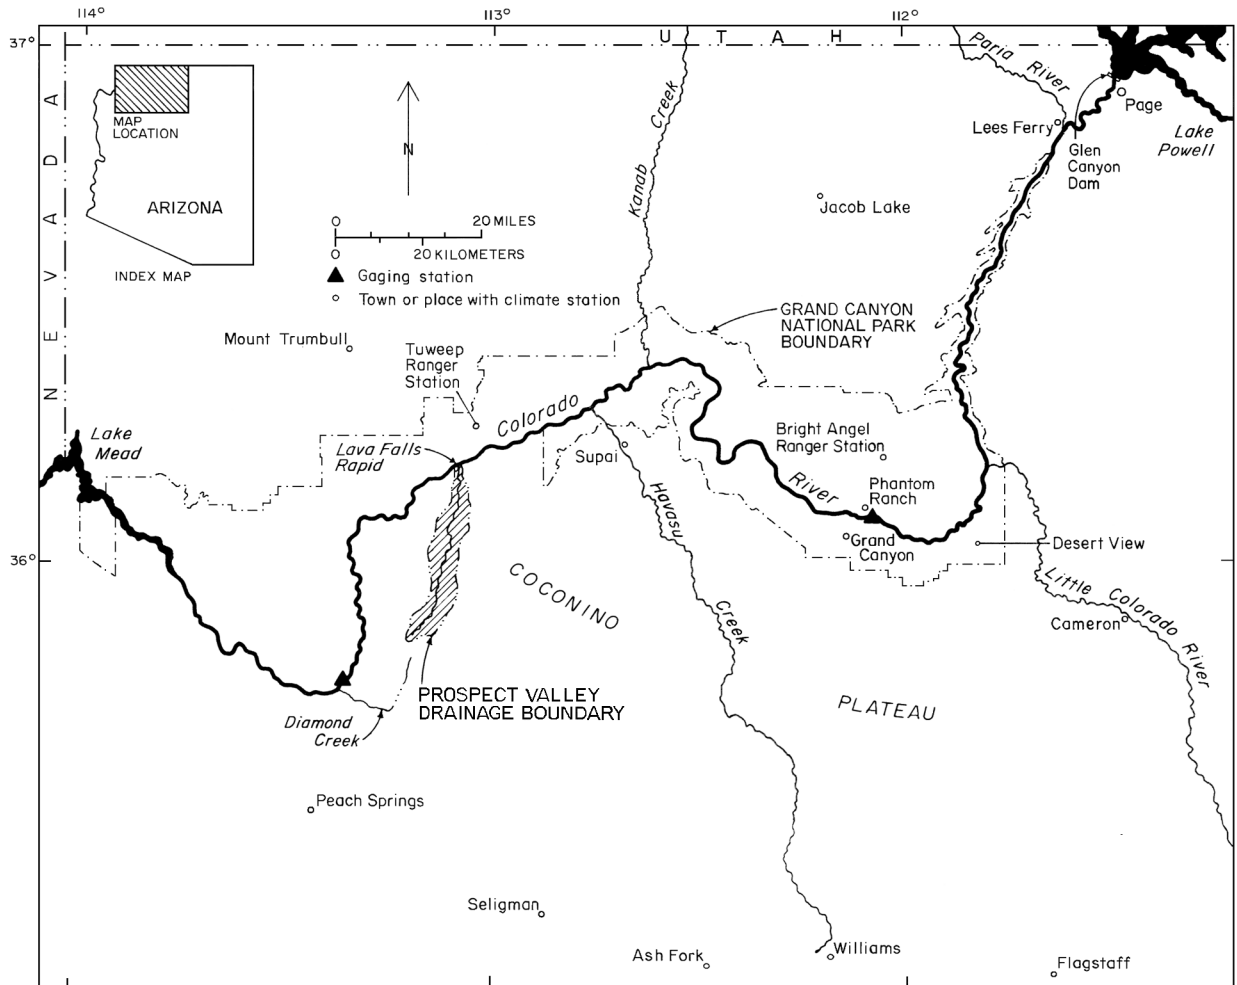 114°
113°
112°
37°
UTAH
NEVADA
MAP
LOCATION
ARIZONA
INDEX MAP
N
0 20 MILES
0 20 KILOMETERS
Gaging station
Town or place with climate station
Paria River
Kanab Creek
Page
Lees Ferry
Lake
Powell
Glen
Canyon
Dam
Jacob Lake
GRAND CANYON
NATIONAL PARK
BOUNDARY
Mount Trumbull
Tuweep
Ranger
Station
Colorado River
Lake
Mead
Lava Falls
Rapid
Supai
Bright Angel
Ranger Station
Phantom
Ranch
Havasu Creek
Grand
Canyon
Desert View
36°
COCONINO PLATEAU
Little Colorado River
Cameron
PROSPECT VALLEY
DRAINAGE BOUNDARY
Diamond
Creek
Peach Springs
Seligman
Ash Fork
Williams
Flagstaff